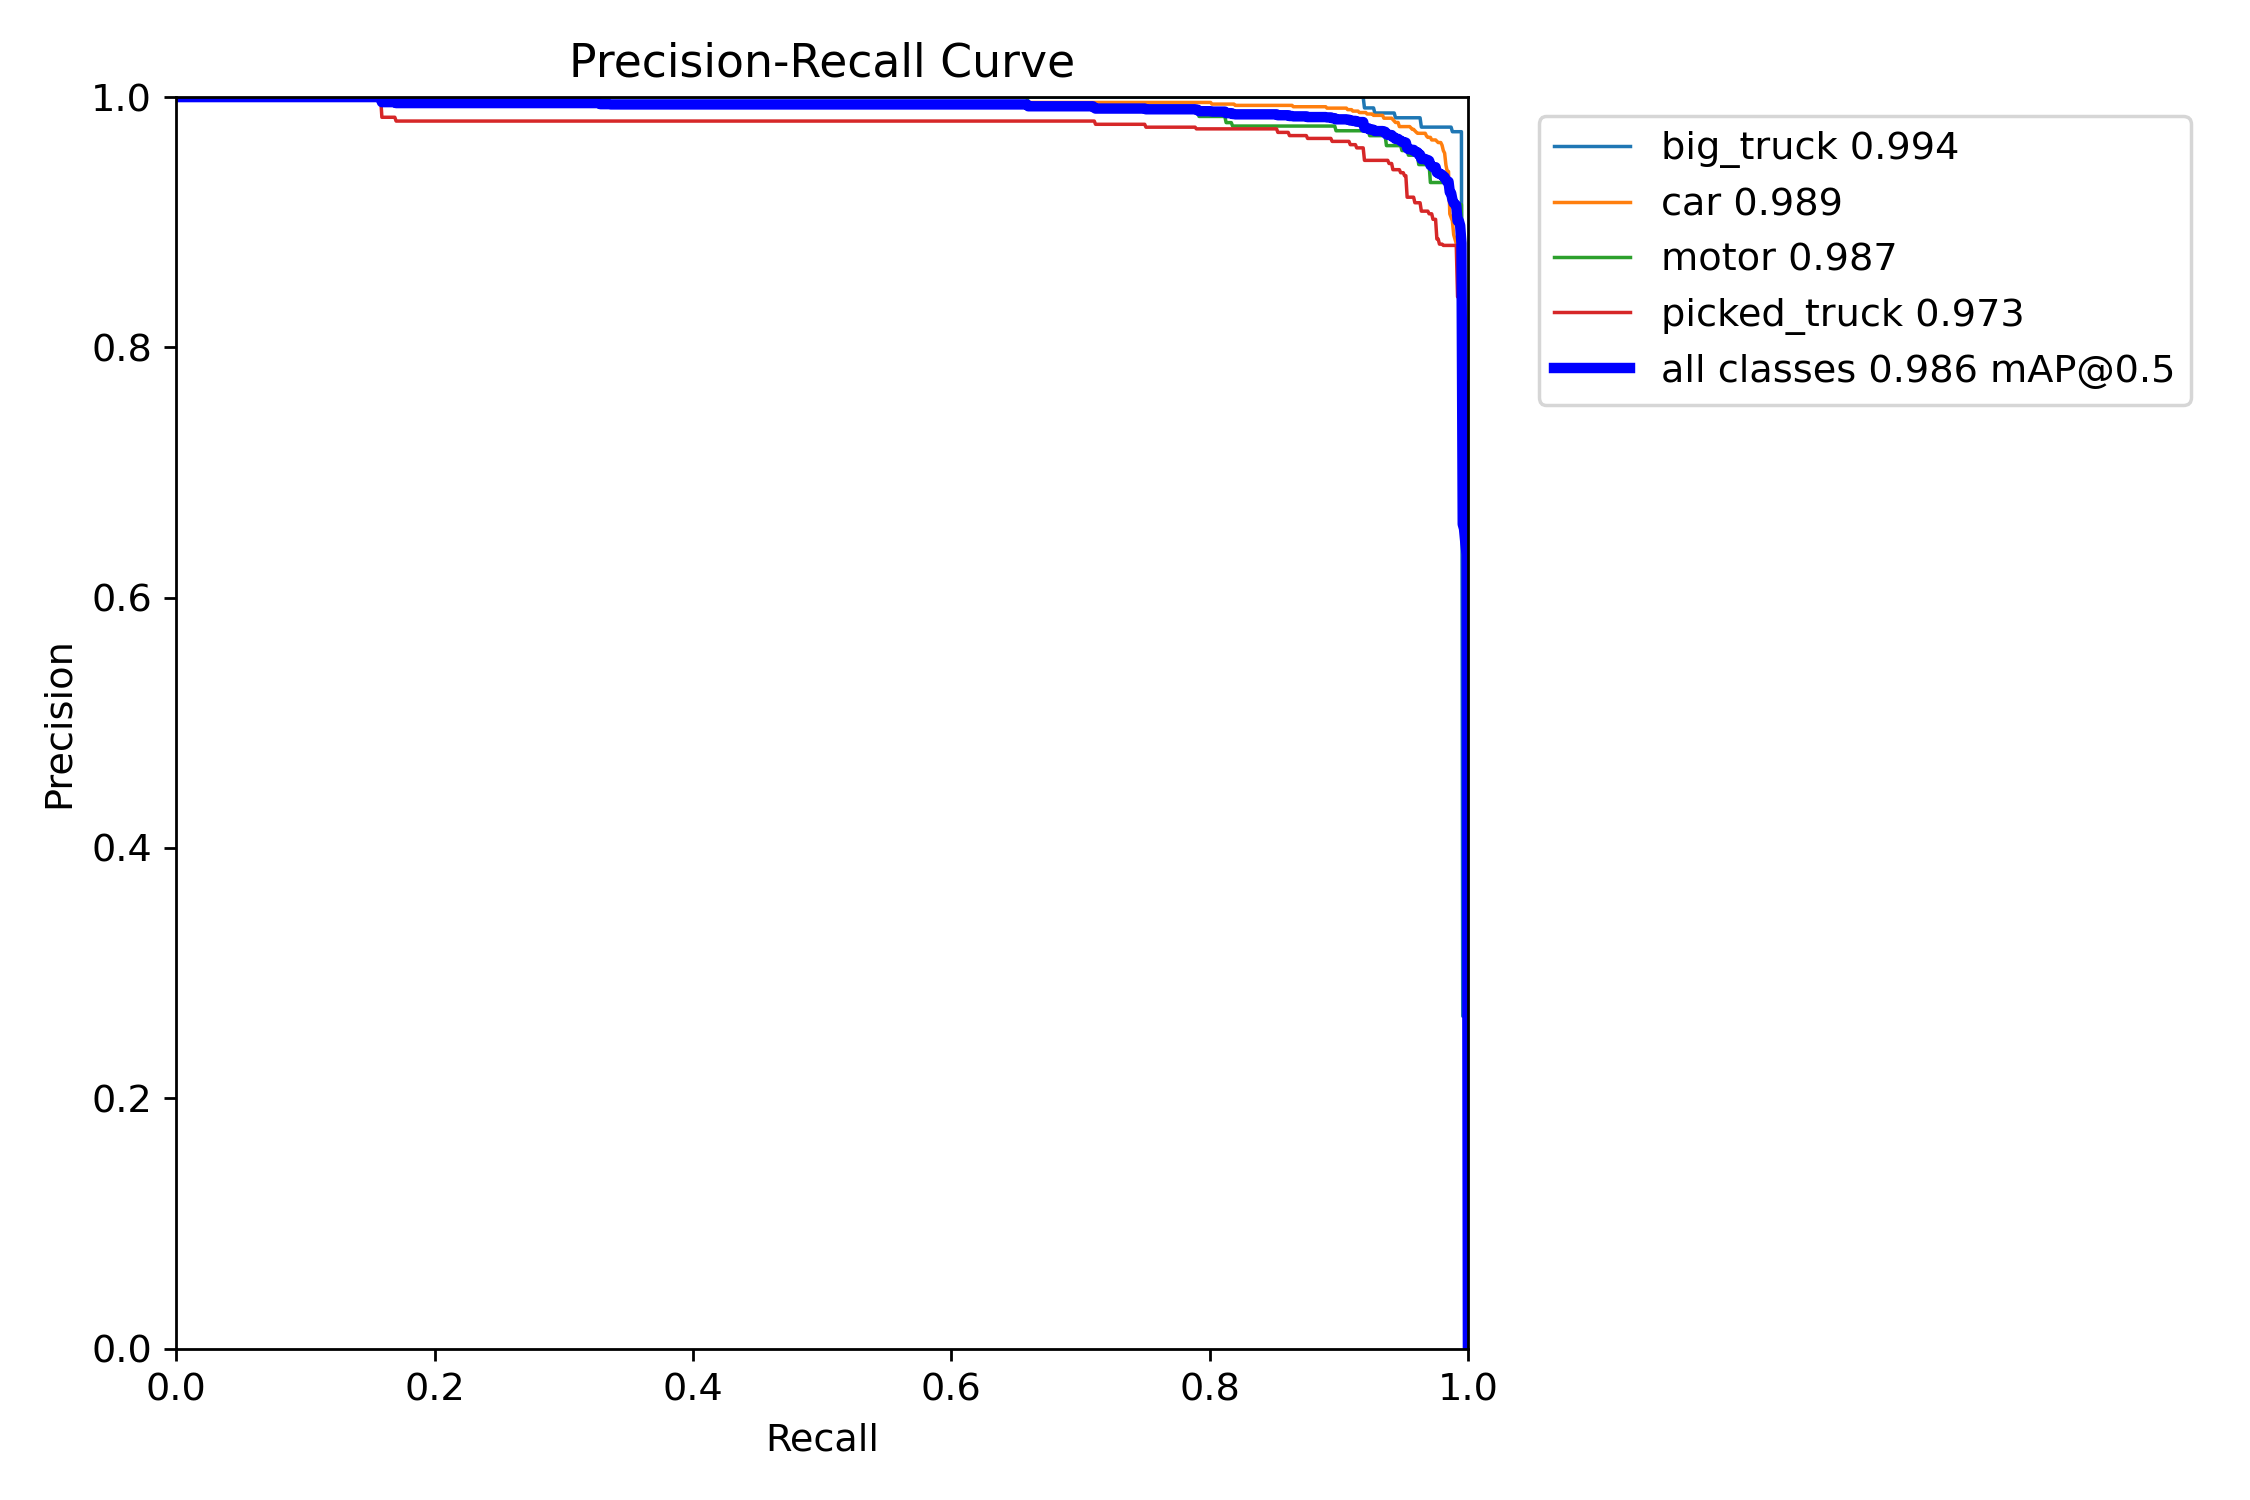 Precision-Recall Curve
1.0
0.8
0.6
0.4
0.2
0.0
Precision
0.0 0.2 0.4 0.6 0.8 1.0
Recall
big_truck 0.994
car 0.989
motor 0.987
picked_truck 0.973
all classes 0.986 mAP@0.5